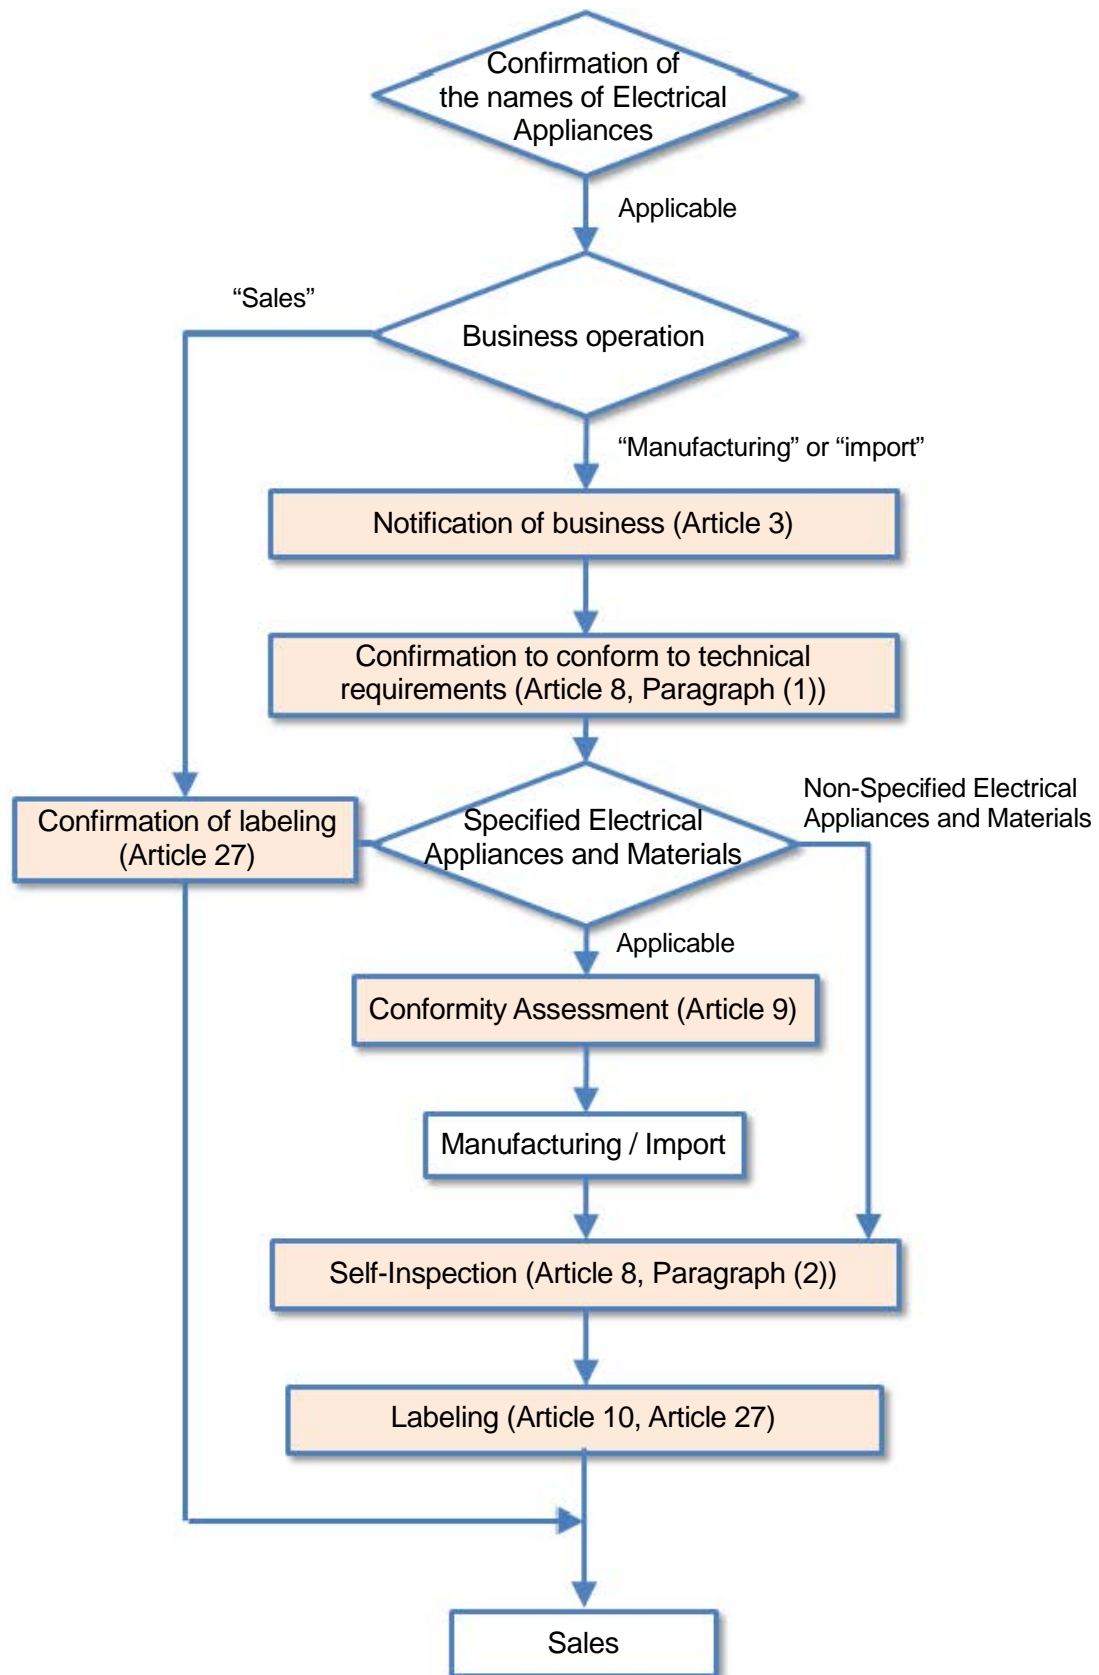 Confirmation of
the names of Electrical
Appliances
Applicable
“Sales”
Business operation
“Manufacturing” or “import”
Notification of business (Article 3)
Confirmation to conform to technical
requirements (Article 8, Paragraph (1))
Confirmation of labeling
(Article 27)
Specified Electrical
Appliances and Materials
Non-Specified Electrical
Appliances and Materials
Applicable
Conformity Assessment (Article 9)
Manufacturing / Import
Self-Inspection (Article 8, Paragraph (2))
Labeling (Article 10, Article 27)
Sales